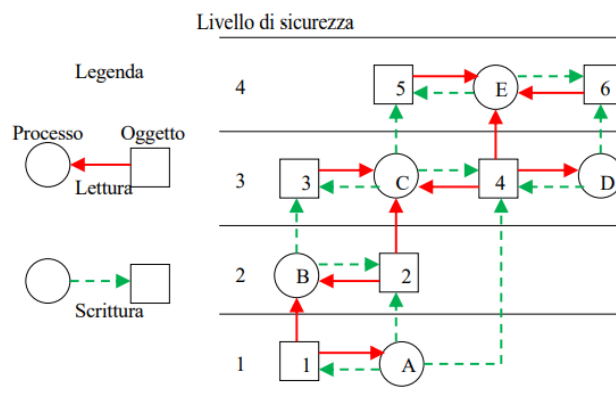 Livello di sicurezza
Legenda
Processo Oggetto
Lettura
Scrittura
4 5 E 6
3 3 C 4 D
2 B 2
1 1 A